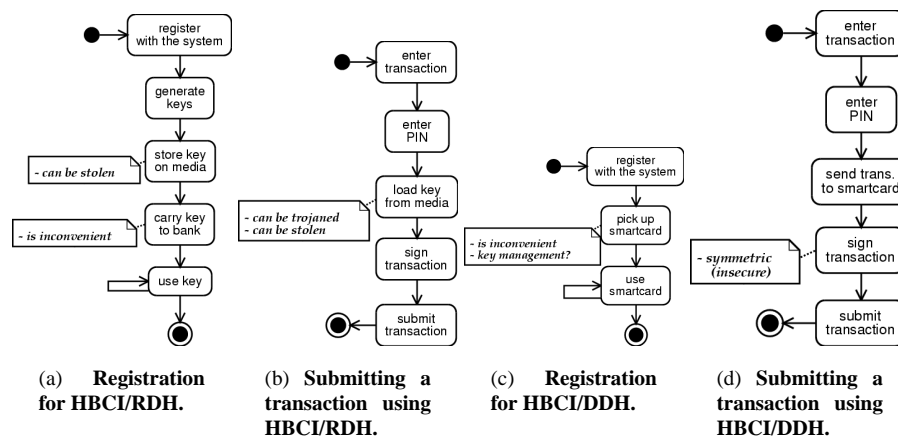 register
with the system
generate
keys
store key
on media
- can be stolen
carry key
to bank
- is inconvenient
use key
(a) Registration
for HBCI/RDH.
enter
transaction
enter
PIN
load key
from media
- can be trojaned
- can be stolen
sign
transaction
submit
transaction
(b) Submitting a
transaction using
HBCI/RDH.
register
with the system
pick up
smartcard
- is inconvenient
- key management?
use
smartcard
(c) Registration
for HBCI/DDH.
enter
transaction
enter
PIN
send trans.
to smartcard
sign
transaction
- symmetric
(insecure)
submit
transaction
(d) Submitting a
transaction using
HBCI/DDH.